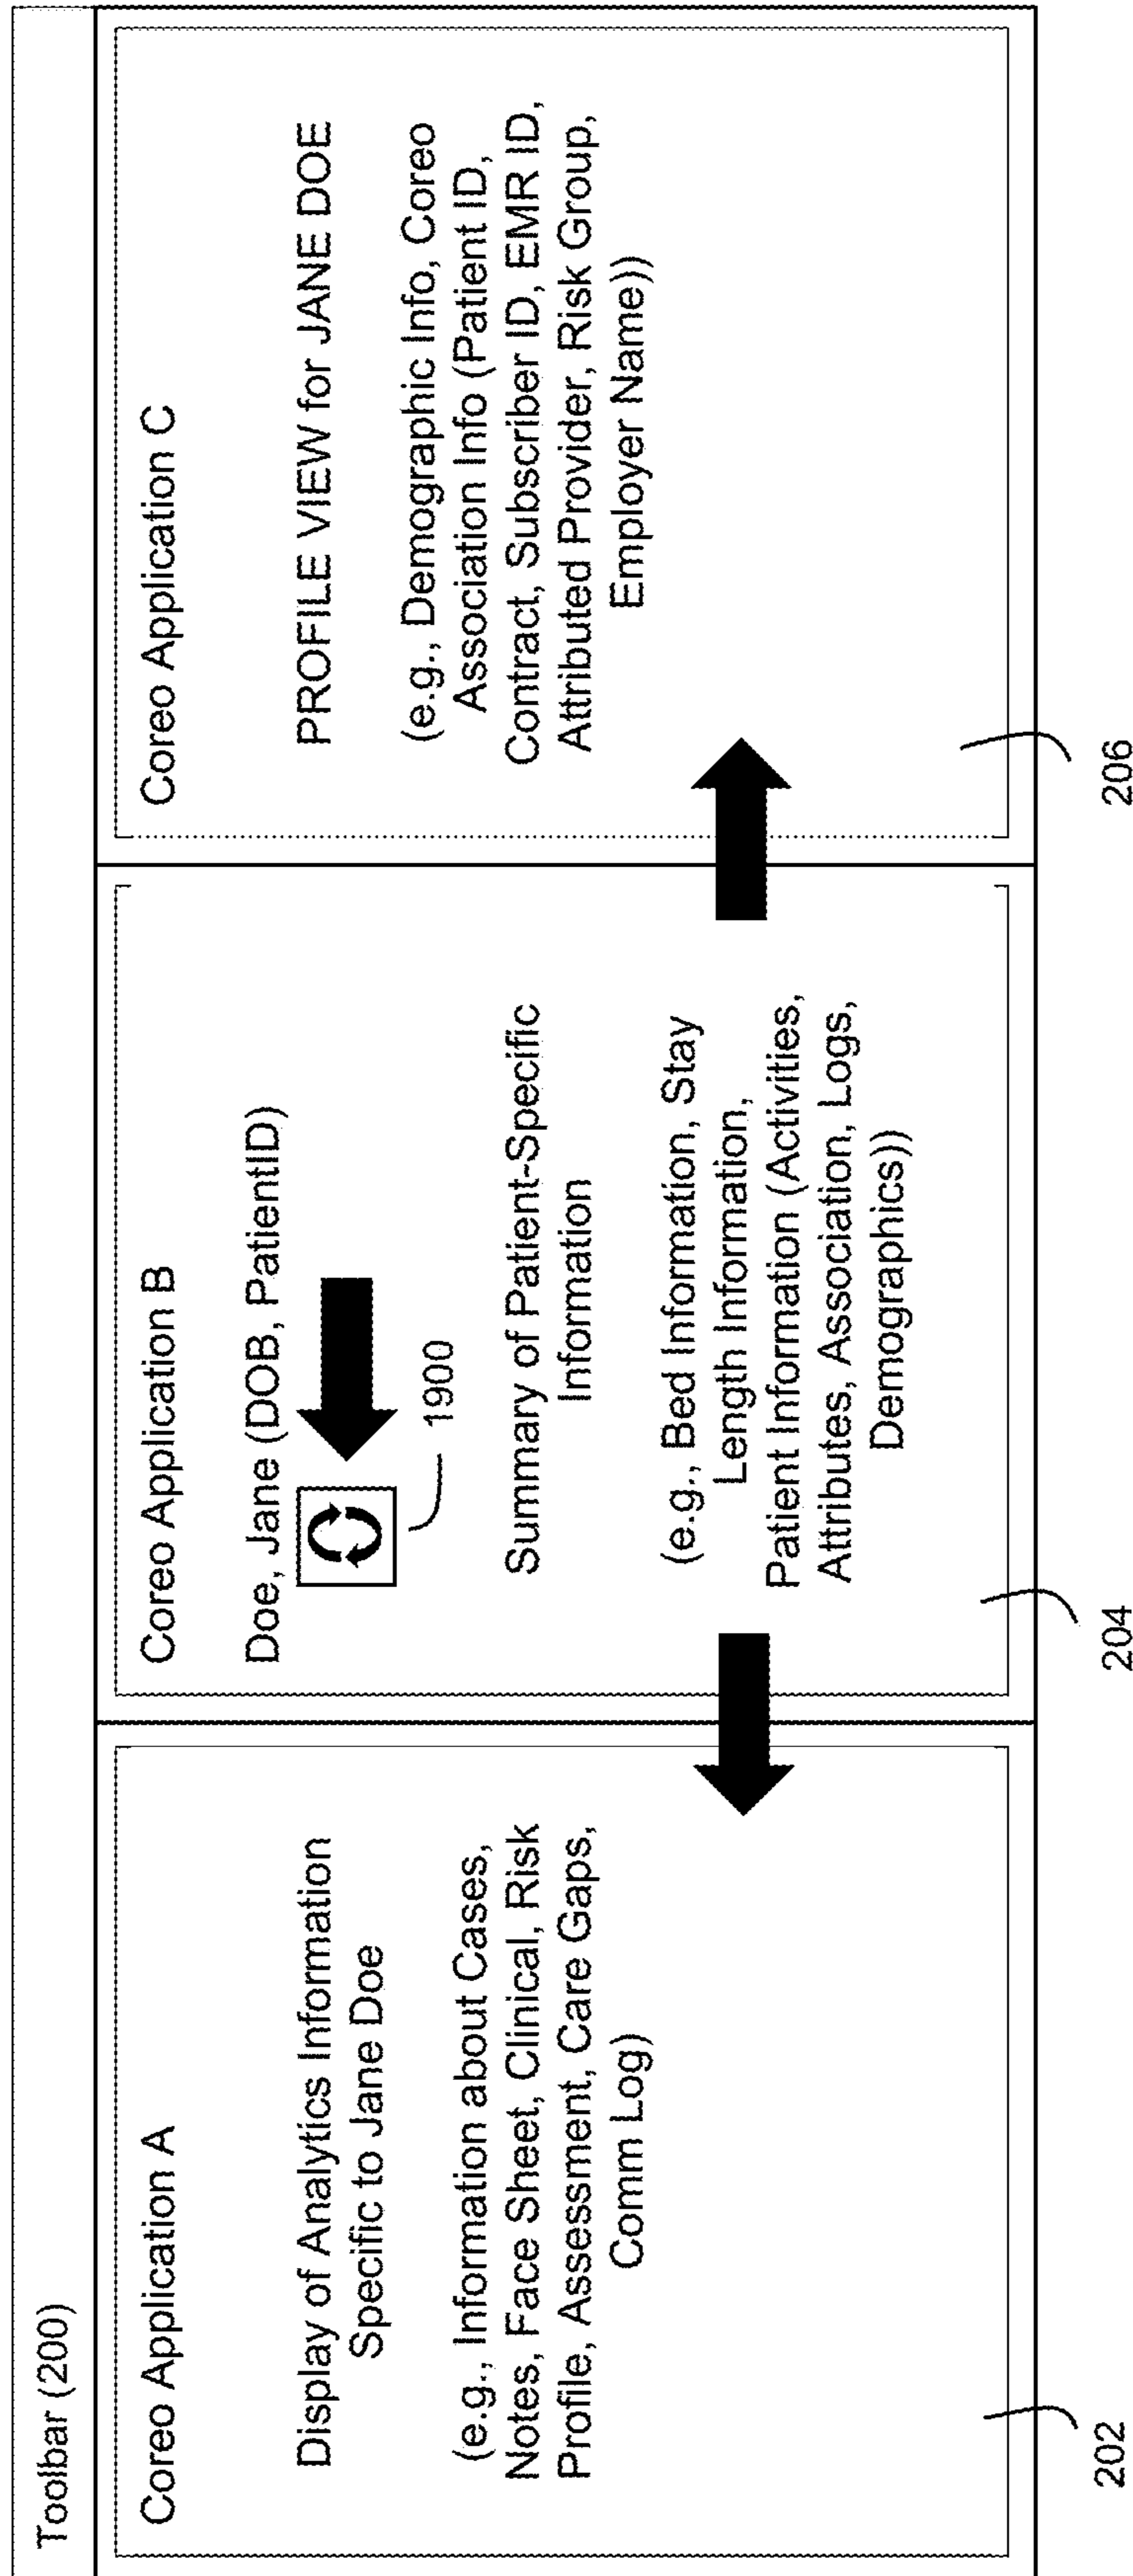 Toolbar (200)
Coreo Application A
Display of Analytics Information
Specific to Jane Doe
(e.g., Information about Cases,
Notes, Face Sheet, Clinical, Risk
Profile, Assessment, Care Gaps,
Comm Log)
202
Coreo Application B
Doe, Jane (DOB, PatientID)
1900
Summary of Patient-Specific
Information
(e.g., Bed Information, Stay
Length Information,
Patient Information (Activities,
Attributes, Association, Logs,
Demographics))
204
Coreo Application C
PROFILE VIEW for JANE DOE
(e.g., Demographic Info, Coreo
Association Info (Patient ID,
Contract, Subscriber ID, EMR ID,
Attributed Provider, Risk Group,
Employer Name))
206